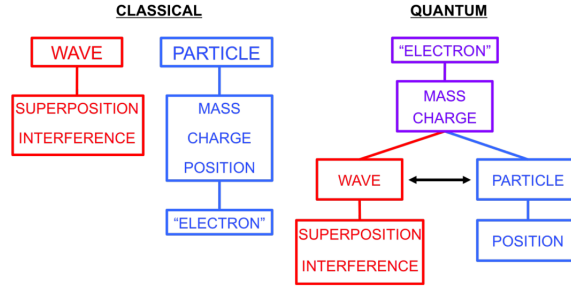 CLASSICAL
WAVE
SUPERPOSITION
INTERFERENCE
PARTICLE
MASS
CHARGE
POSITION
“ELECTRON”
QUANTUM
“ELECTRON”
MASS
CHARGE
WAVE
PARTICLE
SUPERPOSITION
INTERFERENCE
POSITION